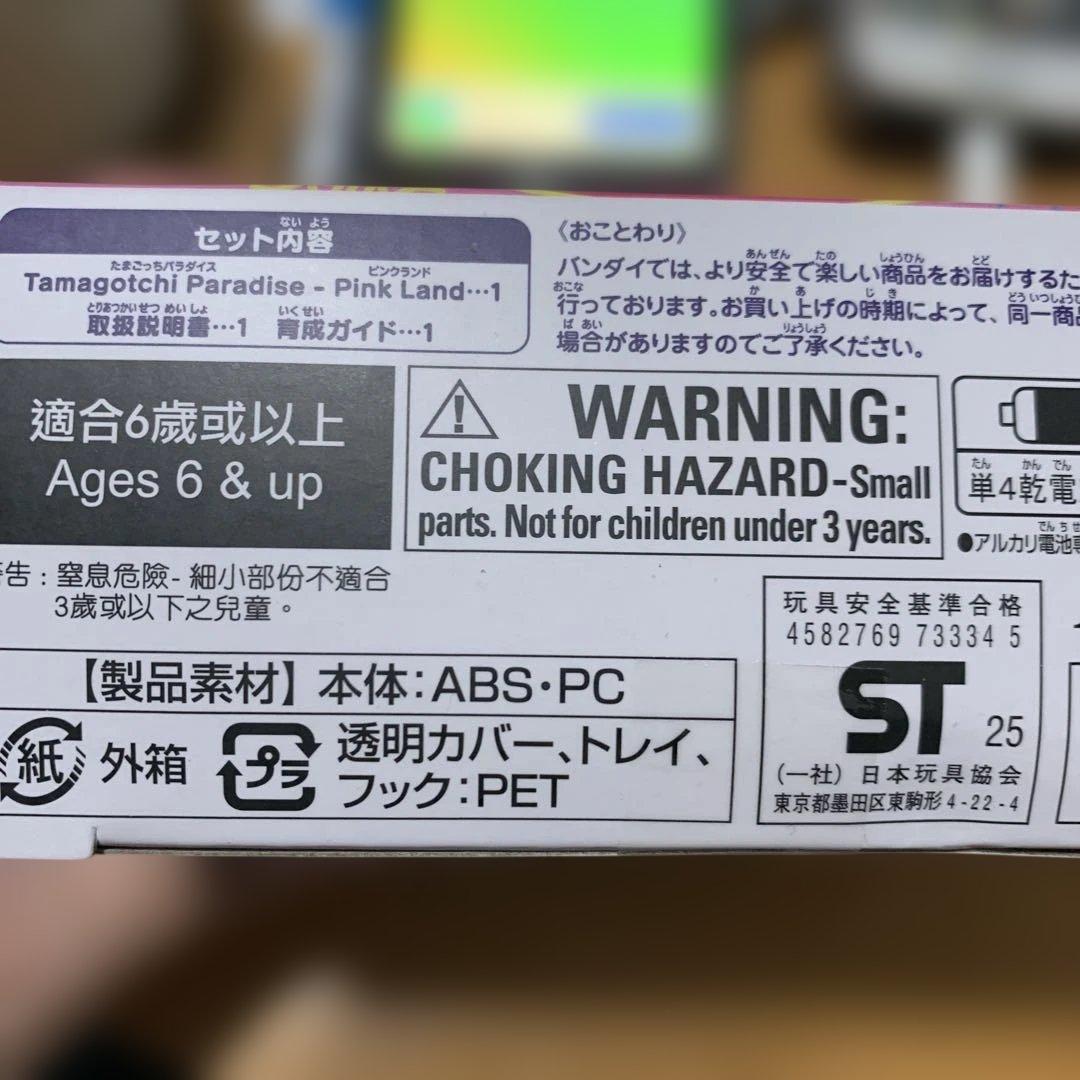 セット内容
Tamagotchi Paradise - Pink Land…1
取扱説明書…1 育成ガイド…1
《おことわり》
バンダイでは、より安全で楽しい商品をお届けするた
行っております。お買い上げの時期によって、同一商品
場合がありますのでご了承ください。
適合6歲或以上
Ages 6 & up
WARNING:
CHOKING HAZARD-Small
parts. Not for children under 3 years.
単4乾電
●アルカリ電池専
告：窒息危險- 細小部份不適合
3歲或以下之兒童。
玩具安全基準合格
4582769 73334 5
ST 25
(一社) 日本玩具協会
東京都墨田区東駒形 4-22-4
【製品素材】本体：ABS・PC
紙 外箱
プラ 透明カバー、トレイ、
フック：PET